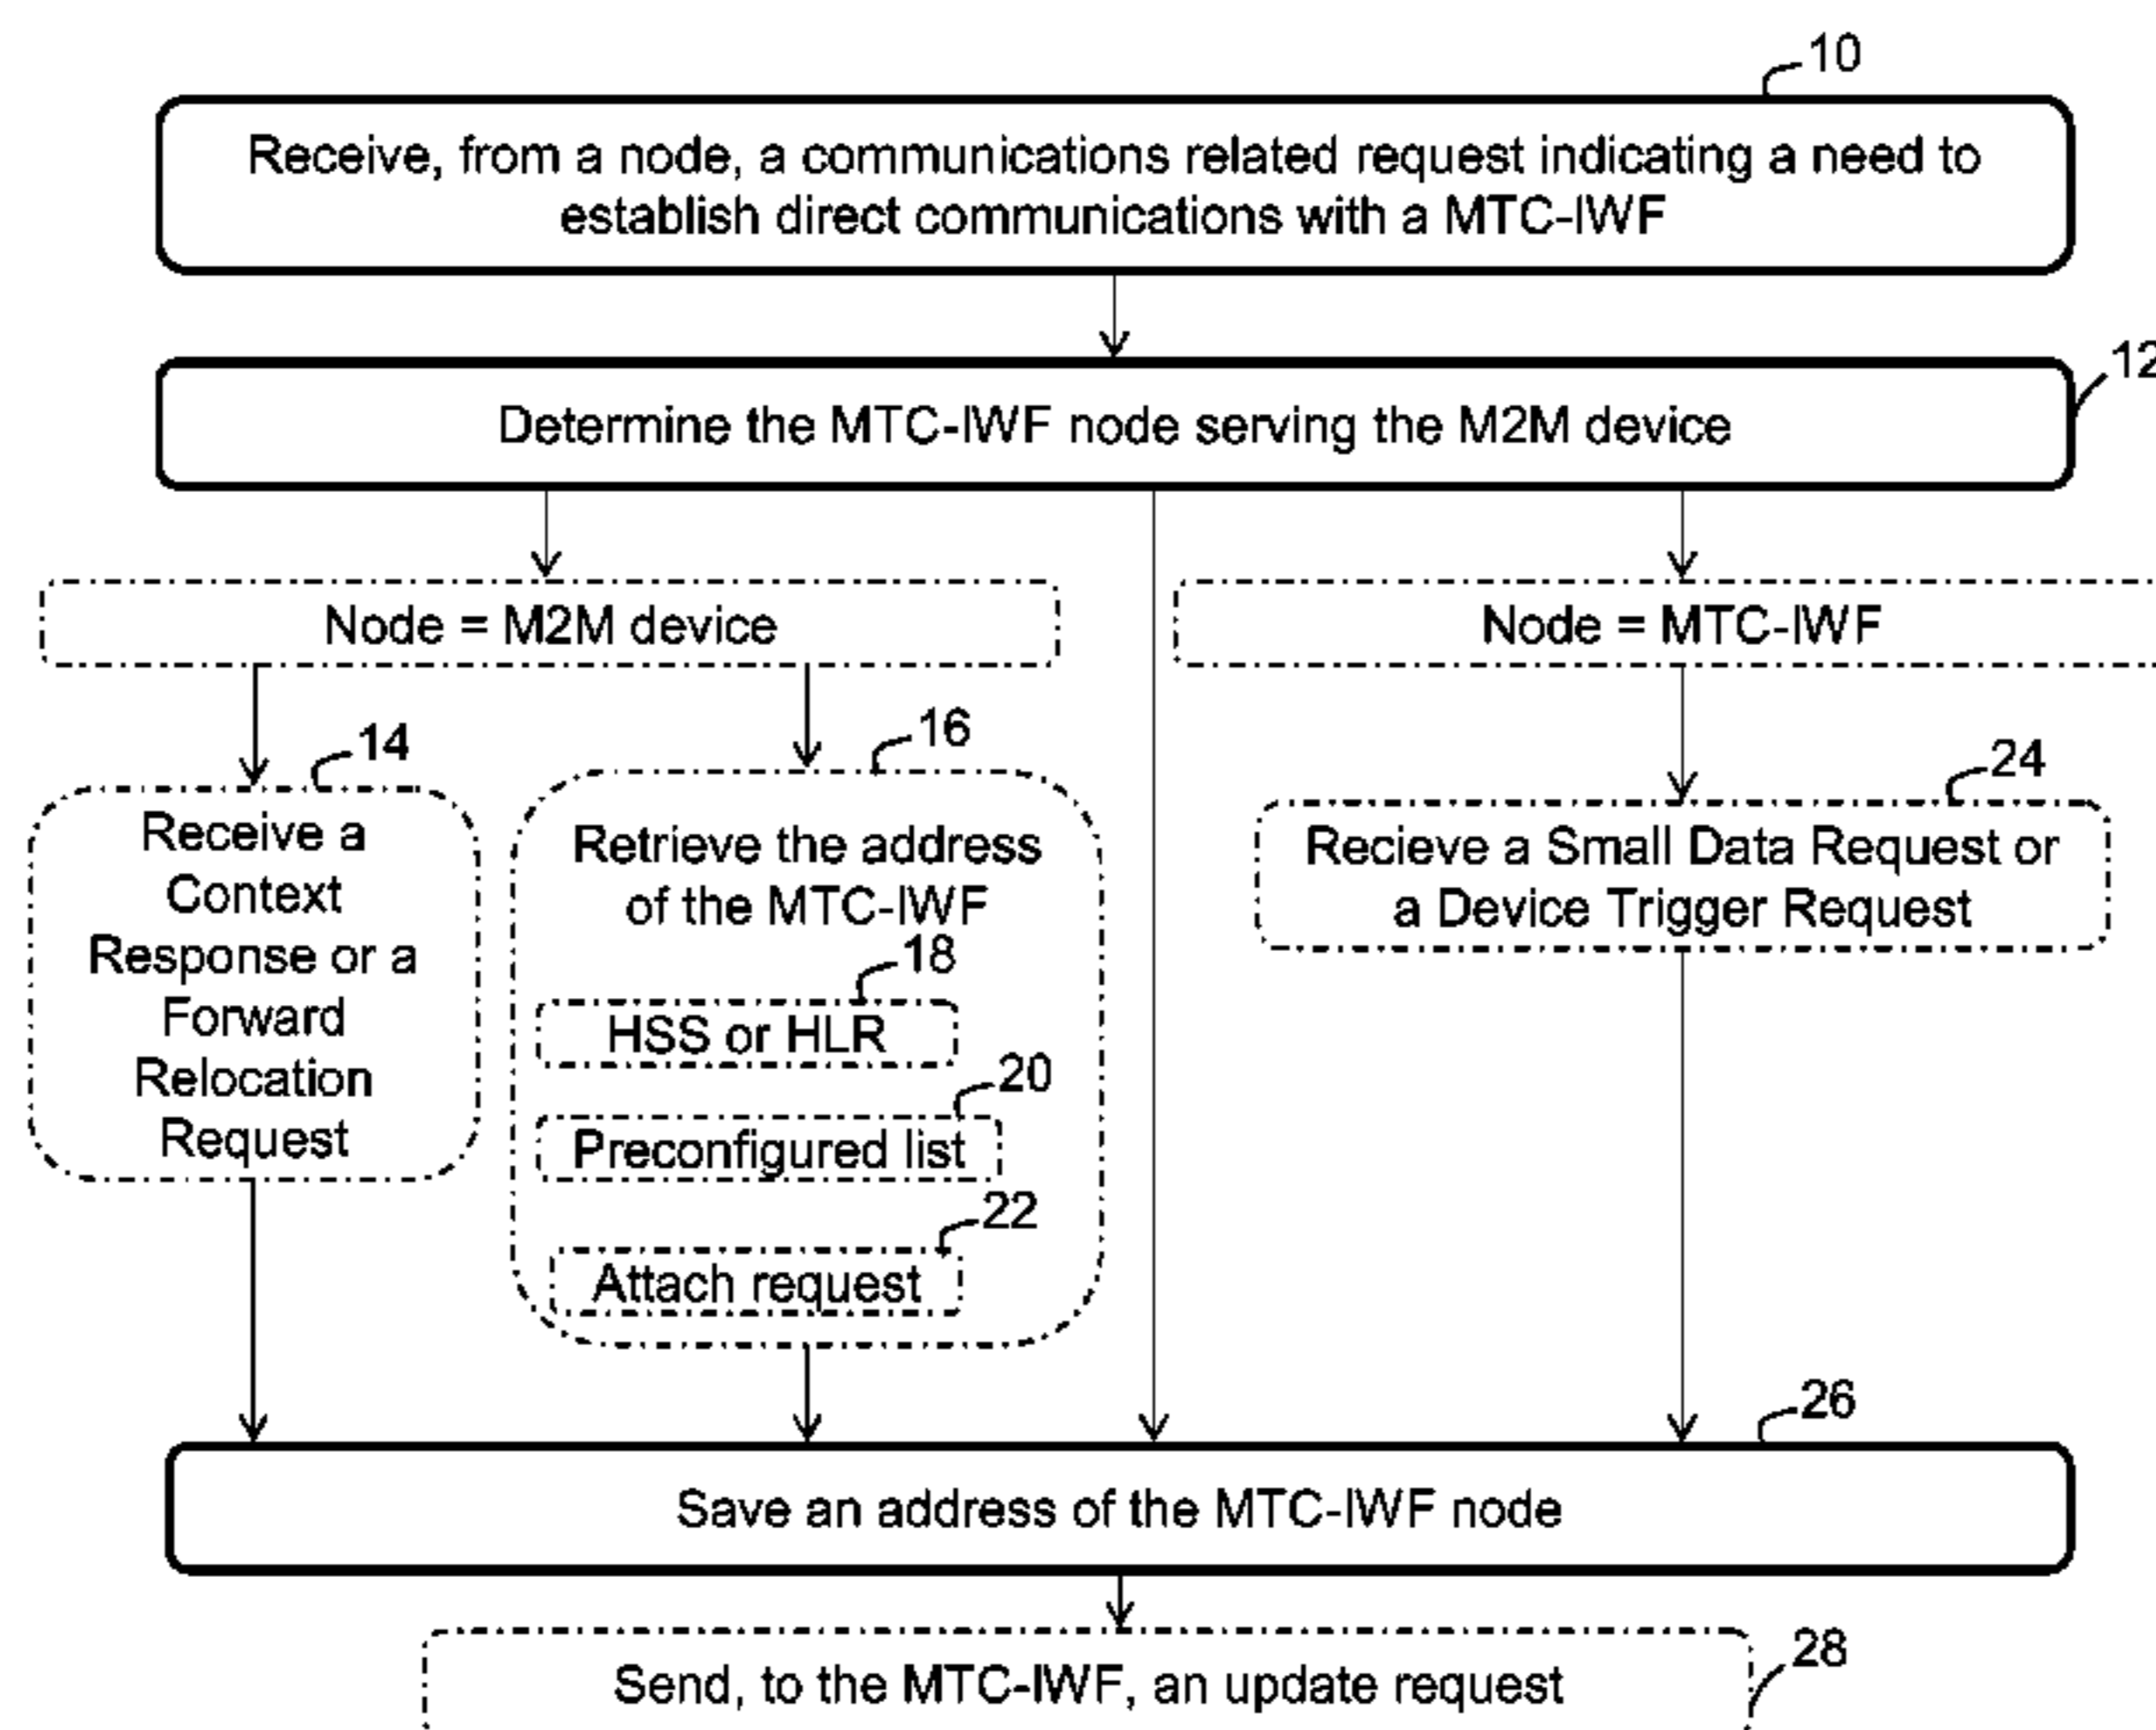 10
Receive, from a node, a communications related request indicating a need to
establish direct communications with a MTC-IWF
12
Determine the MTC-IWF node serving the M2M device
Node = M2M device
Node = MTC-IWF
14
Receive a
Context
Response or a
Forward
Relocation
Request
16
Retrieve the address
of the MTC-IWF
18
HSS or HLR
20
Preconfigured list
22
Attach request
24
Recieve a Small Data Request or
a Device Trigger Request
26
Save an address of the MTC-IWF node
28
Send, to the MTC-IWF, an update request